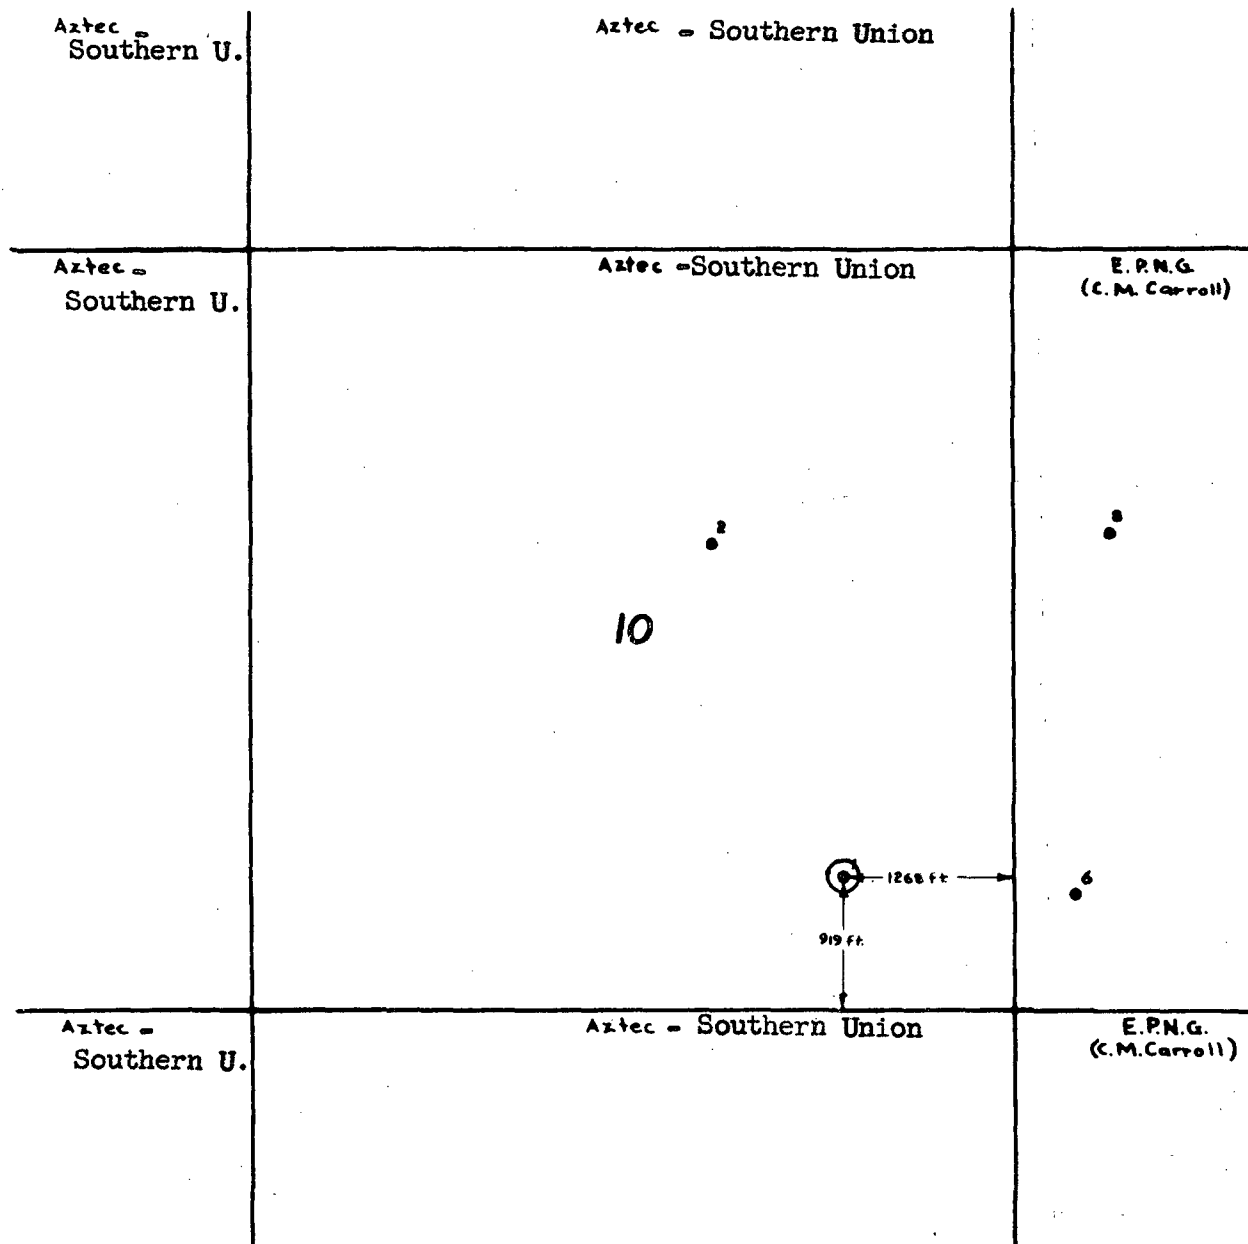 Aztec -
Southern U.
Aztec - Southern Union
Aztec -
Southern U.
Aztec - Southern Union
E.P.N.G.
(C.M. Carroll)
2
8
10
1
1268 ft
6
919 ft.
Aztec -
Southern U.
Aztec - Southern Union
E.P.N.G.
(C.M. Carroll)